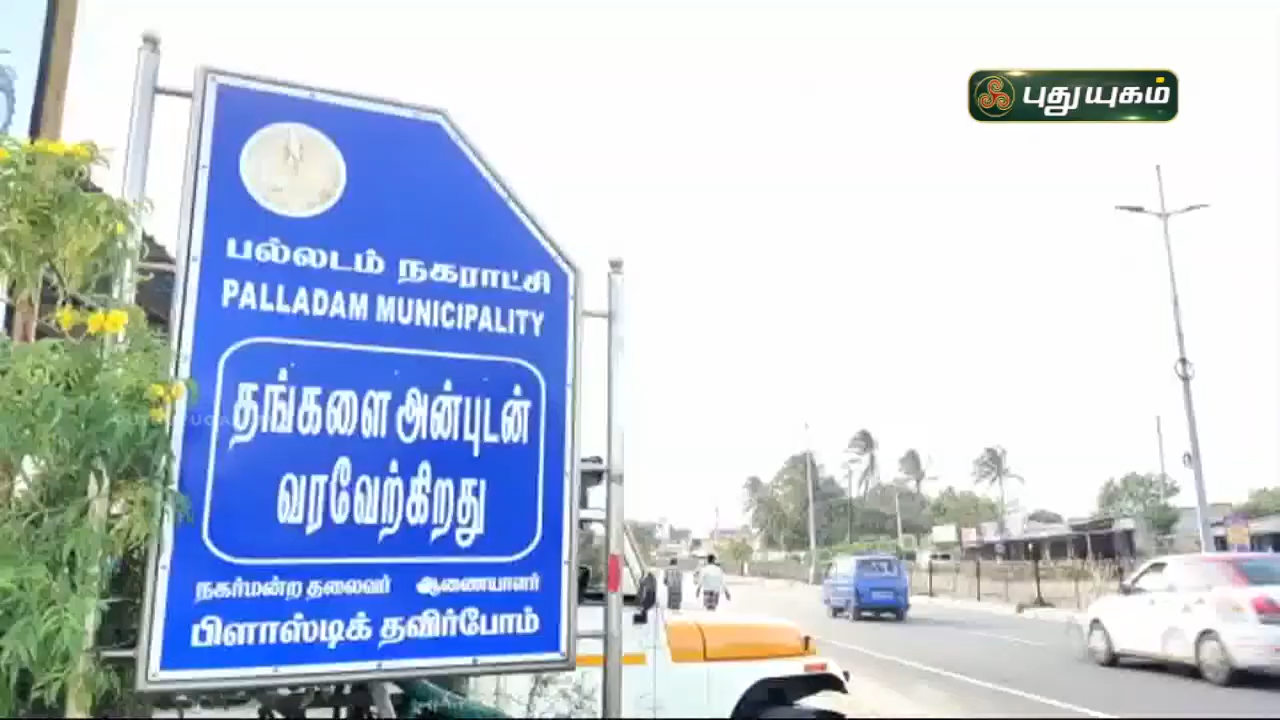 புதுயுகம்
பல்லடம் நகராட்சி
PALLADAM MUNICIPALITY
தங்களை அன்புடன்
வரவேற்கிறது
நகர்மன்ற தலைவர் ஆணையாளர்
பிளாஸ்டிக் தவிர்போம்